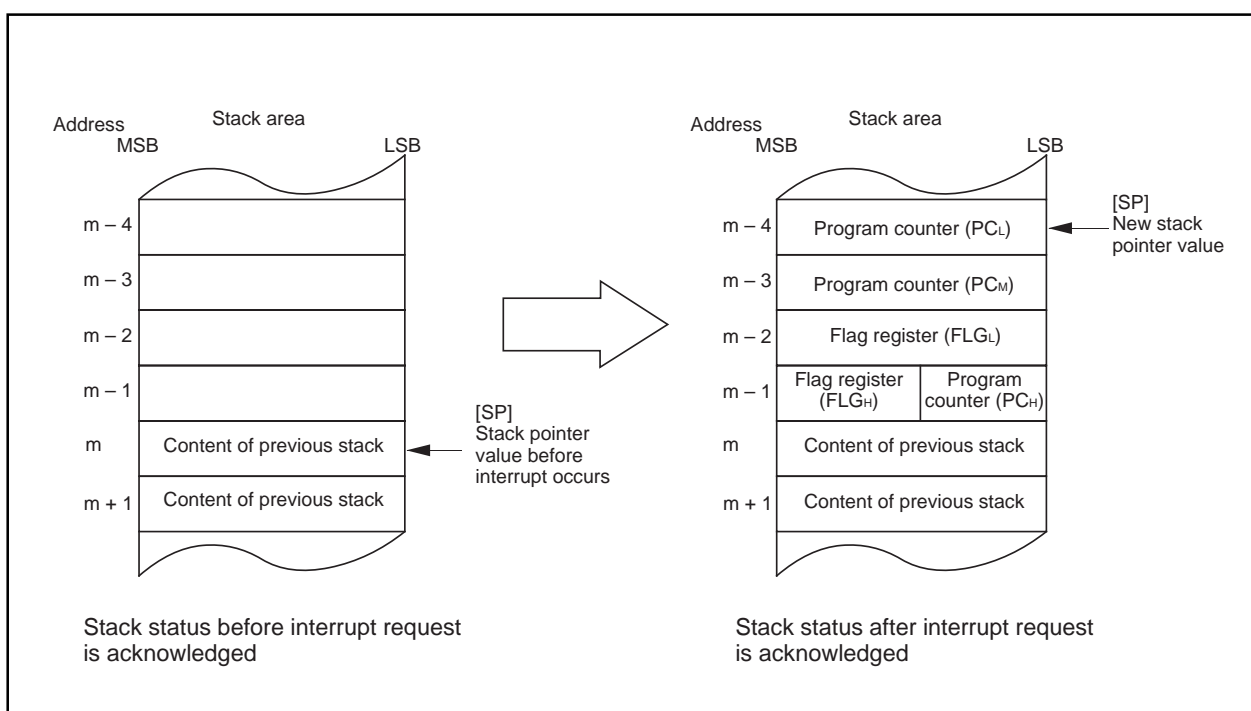 Stack area
Address
MSB
LSB
m – 4
m – 3
m – 2
m – 1
m
Content of previous stack
m + 1
Content of previous stack
[SP]
Stack pointer
value before
interrupt occurs
Stack status before interrupt request
is acknowledged
Stack area
Address
MSB
LSB
m – 4
Program counter (PCL)
m – 3
Program counter (PCM)
m – 2
Flag register (FLGL)
m – 1
Flag register
(FLGH)
Program
counter (PCH)
m
Content of previous stack
m + 1
Content of previous stack
[SP]
New stack
pointer value
Stack status after interrupt request
is acknowledged